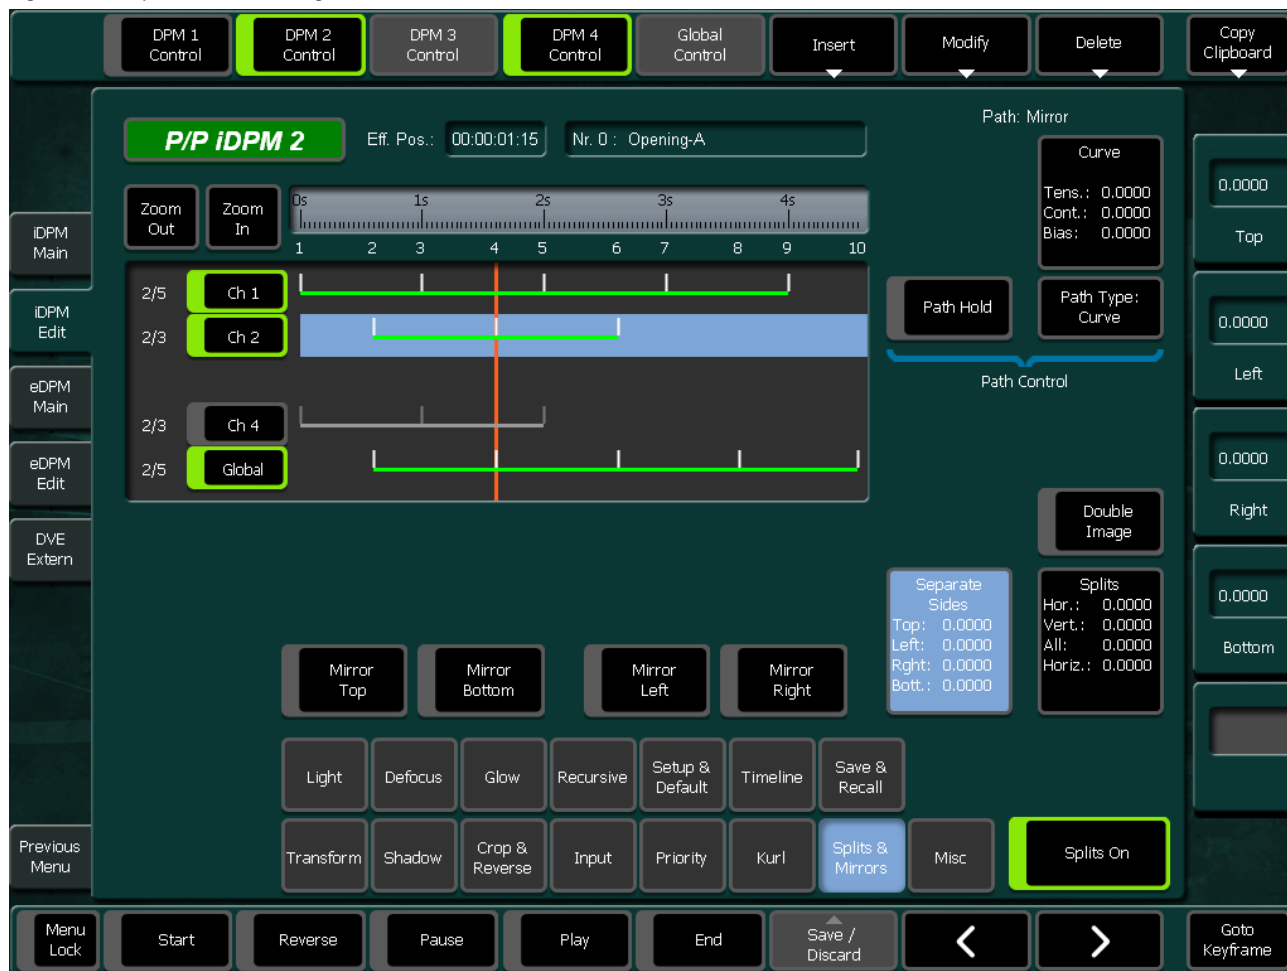 DPM 1
Control
DPM 2
Control
DPM 3
Control
DPM 4
Control
Global
Control
Insert
Modify
Delete
Copy
Clipboard
P/P iDPM 2
Eff. Pos.: 00:00:01:15
Nr. 0 : Opening-A
Path: Mirror
Curve
Tens.: 0.0000
Cont.: 0.0000
Bias: 0.0000
0.0000
Top
Zoom
Out
Zoom
In
0s 1s 2s 3s 4s
1 2 3 4 5 6 7 8 9 10
iDPM
Main
iDPM
Edit
eDPM
Main
eDPM
Edit
DVE
Extern
2/5 Ch 1
2/3 Ch 2
2/3 Ch 4
2/5 Global
Path Hold
Path Type:
Curve
Path Control
0.0000
Left
0.0000
Right
Double
Image
Separate
Sides
Top: 0.0000
Left: 0.0000
Rght: 0.0000
Bott.: 0.0000
Splits
Hor.: 0.0000
Vert.: 0.0000
All: 0.0000
Horiz.: 0.0000
0.0000
Bottom
Mirror
Top
Mirror
Bottom
Mirror
Left
Mirror
Right
Light
Defocus
Glow
Recursive
Setup &
Default
Timeline
Save &
Recall
Previous
Menu
Transform
Shadow
Crop &
Reverse
Input
Priority
Kurl
Splits &
Mirrors
Misc
Splits On
Menu
Lock
Start
Reverse
Pause
Play
End
Save /
Discard
<
>
Goto
Keyframe